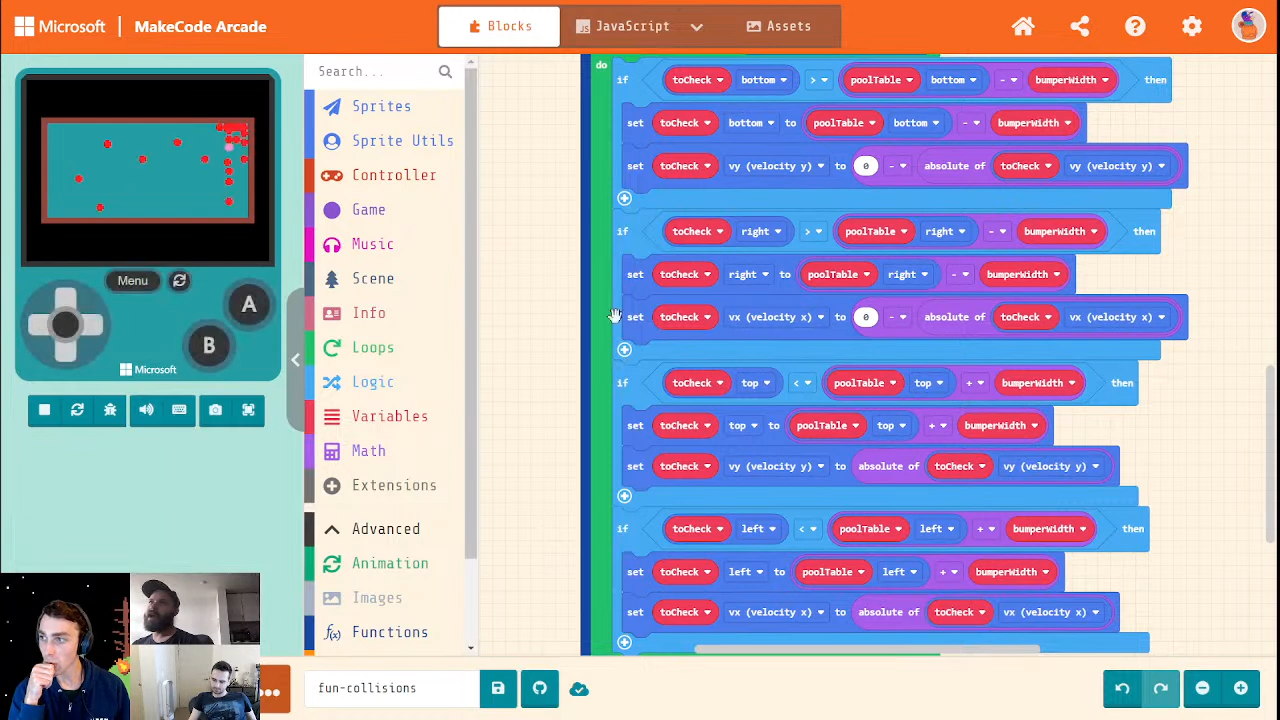 Microsoft
MakeCode Arcade
Blocks
JavaScript
Assets
Menu
A
B
Microsoft
Search...
Sprites
Sprite Utils
Controller
Game
Music
Scene
Info
Loops
Logic
Variables
Math
Extensions
Advanced
Animation
Images
Functions
do
if toCheck bottom > poolTable bottom - bumperWidth then
set toCheck bottom to poolTable bottom - bumperWidth
set toCheck vy (velocity y) to 0 - absolute of toCheck vy (velocity y)
if toCheck right > poolTable right - bumperWidth then
set toCheck right to poolTable right - bumperWidth
set toCheck vx (velocity x) to 0 - absolute of toCheck vx (velocity x)
if toCheck top < poolTable top + bumperWidth then
set toCheck top to poolTable top + bumperWidth
set toCheck vy (velocity y) to absolute of toCheck vy (velocity y)
if toCheck left < poolTable left + bumperWidth then
set toCheck left to poolTable left + bumperWidth
set toCheck vx (velocity x) to absolute of toCheck vx (velocity x)
fun-collisions